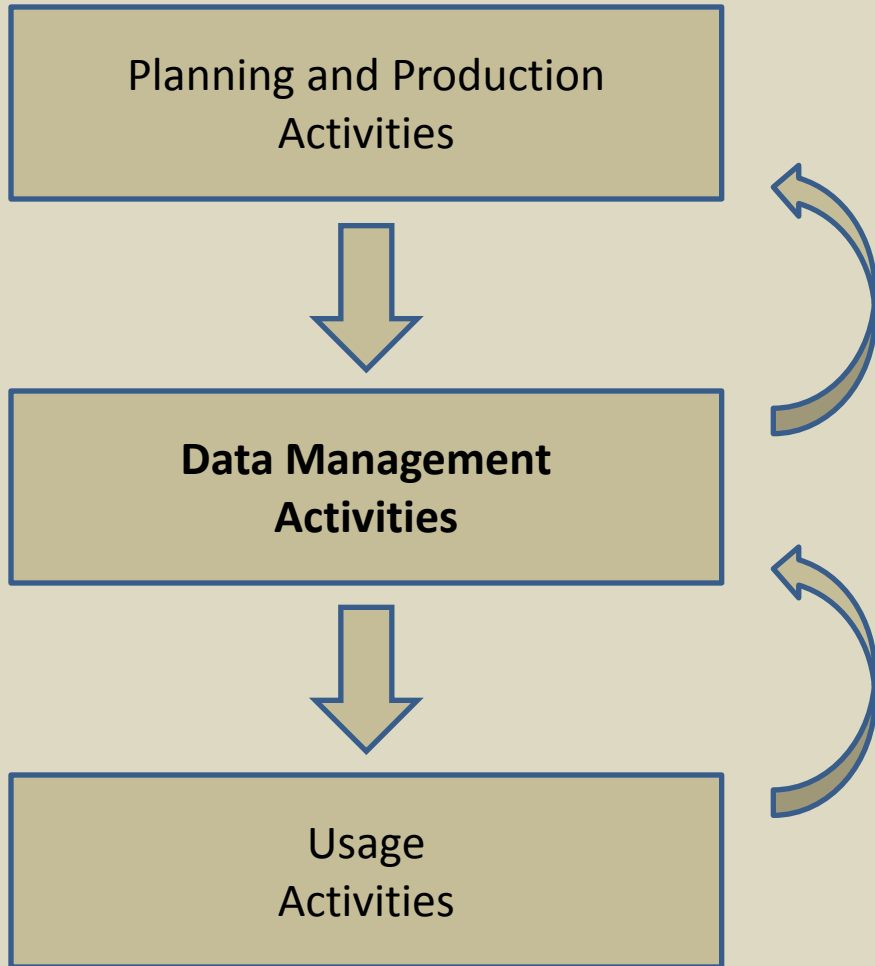 Planning and Production
Activities
Data Management
Activities
Usage
Activities